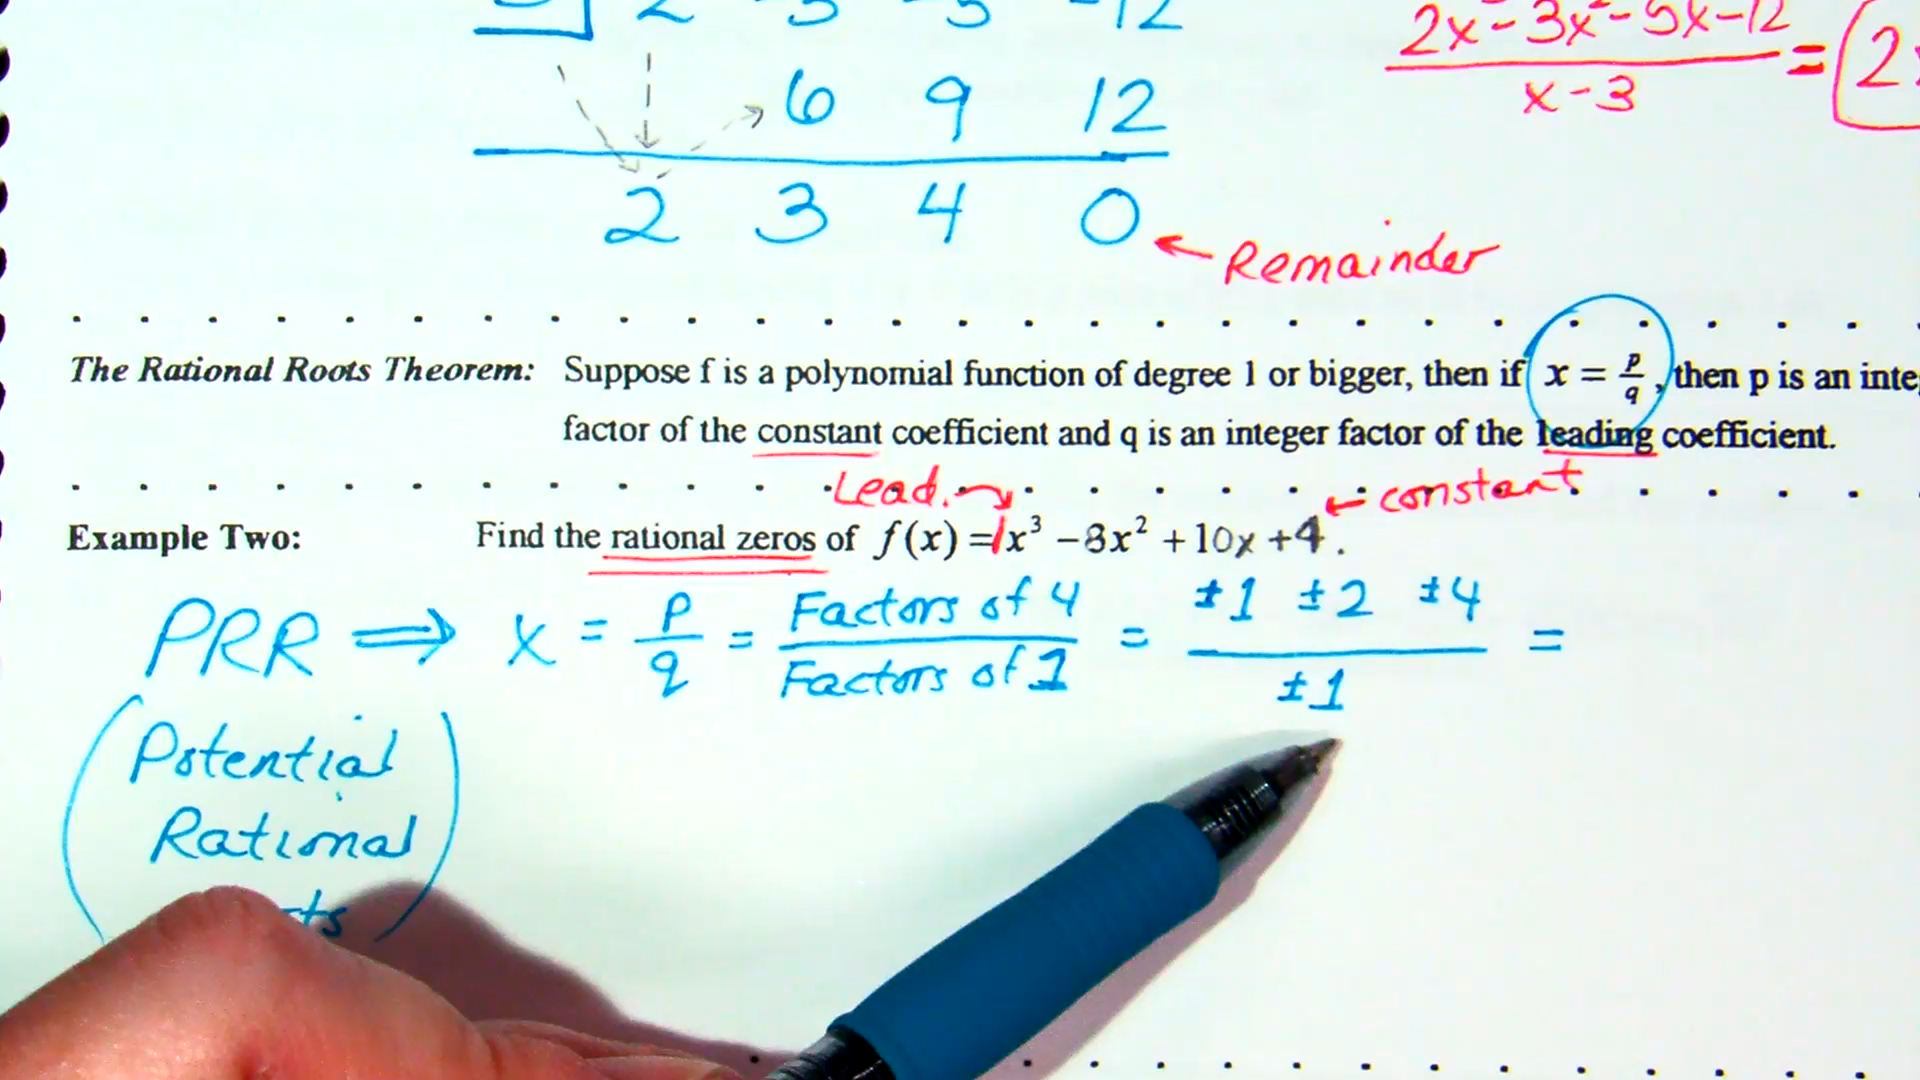 2 -3 -5 -12
2x³-3x²-5x-12
= 2
x-3
6 9 12
2 3 4 0
← Remainder
The Rational Roots Theorem: Suppose f is a polynomial function of degree 1 or bigger, then if x = p/q, then p is an
factor of the constant coefficient and q is an integer factor of the leading coefficient.
Lead. ← constant
Example Two: Find the rational zeros of f(x) = 1x³ - 8x² + 10x + 4.
PRR ⇒ x = p/q = Factors of 4 / Factors of 1 = ±1 ±2 ±4 / ±1 =
(Potential
Rational